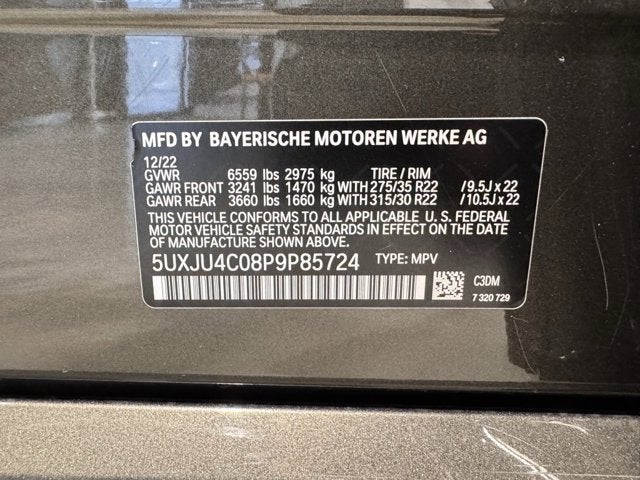 MFD BY BAYERISCHE MOTOREN WERKE AG
12/22
GVWR 6559 lbs 2975 kg TIRE / RIM
GAWR FRONT 3241 lbs 1470 kg WITH 275/35 R22 / 9.5J x 22
GAWR REAR 3660 lbs 1660 kg WITH 315/30 R22 / 10.5J x 22
THIS VEHICLE CONFORMS TO ALL APPLICABLE U. S. FEDERAL
MOTOR VEHICLE SAFETY STANDARDS IN EFFECT ON THE
DATE OF MANUFACTURE SHOWN ABOVE.
5UXJU4C08P9P85724 TYPE: MPV
C3DM
7 320 729